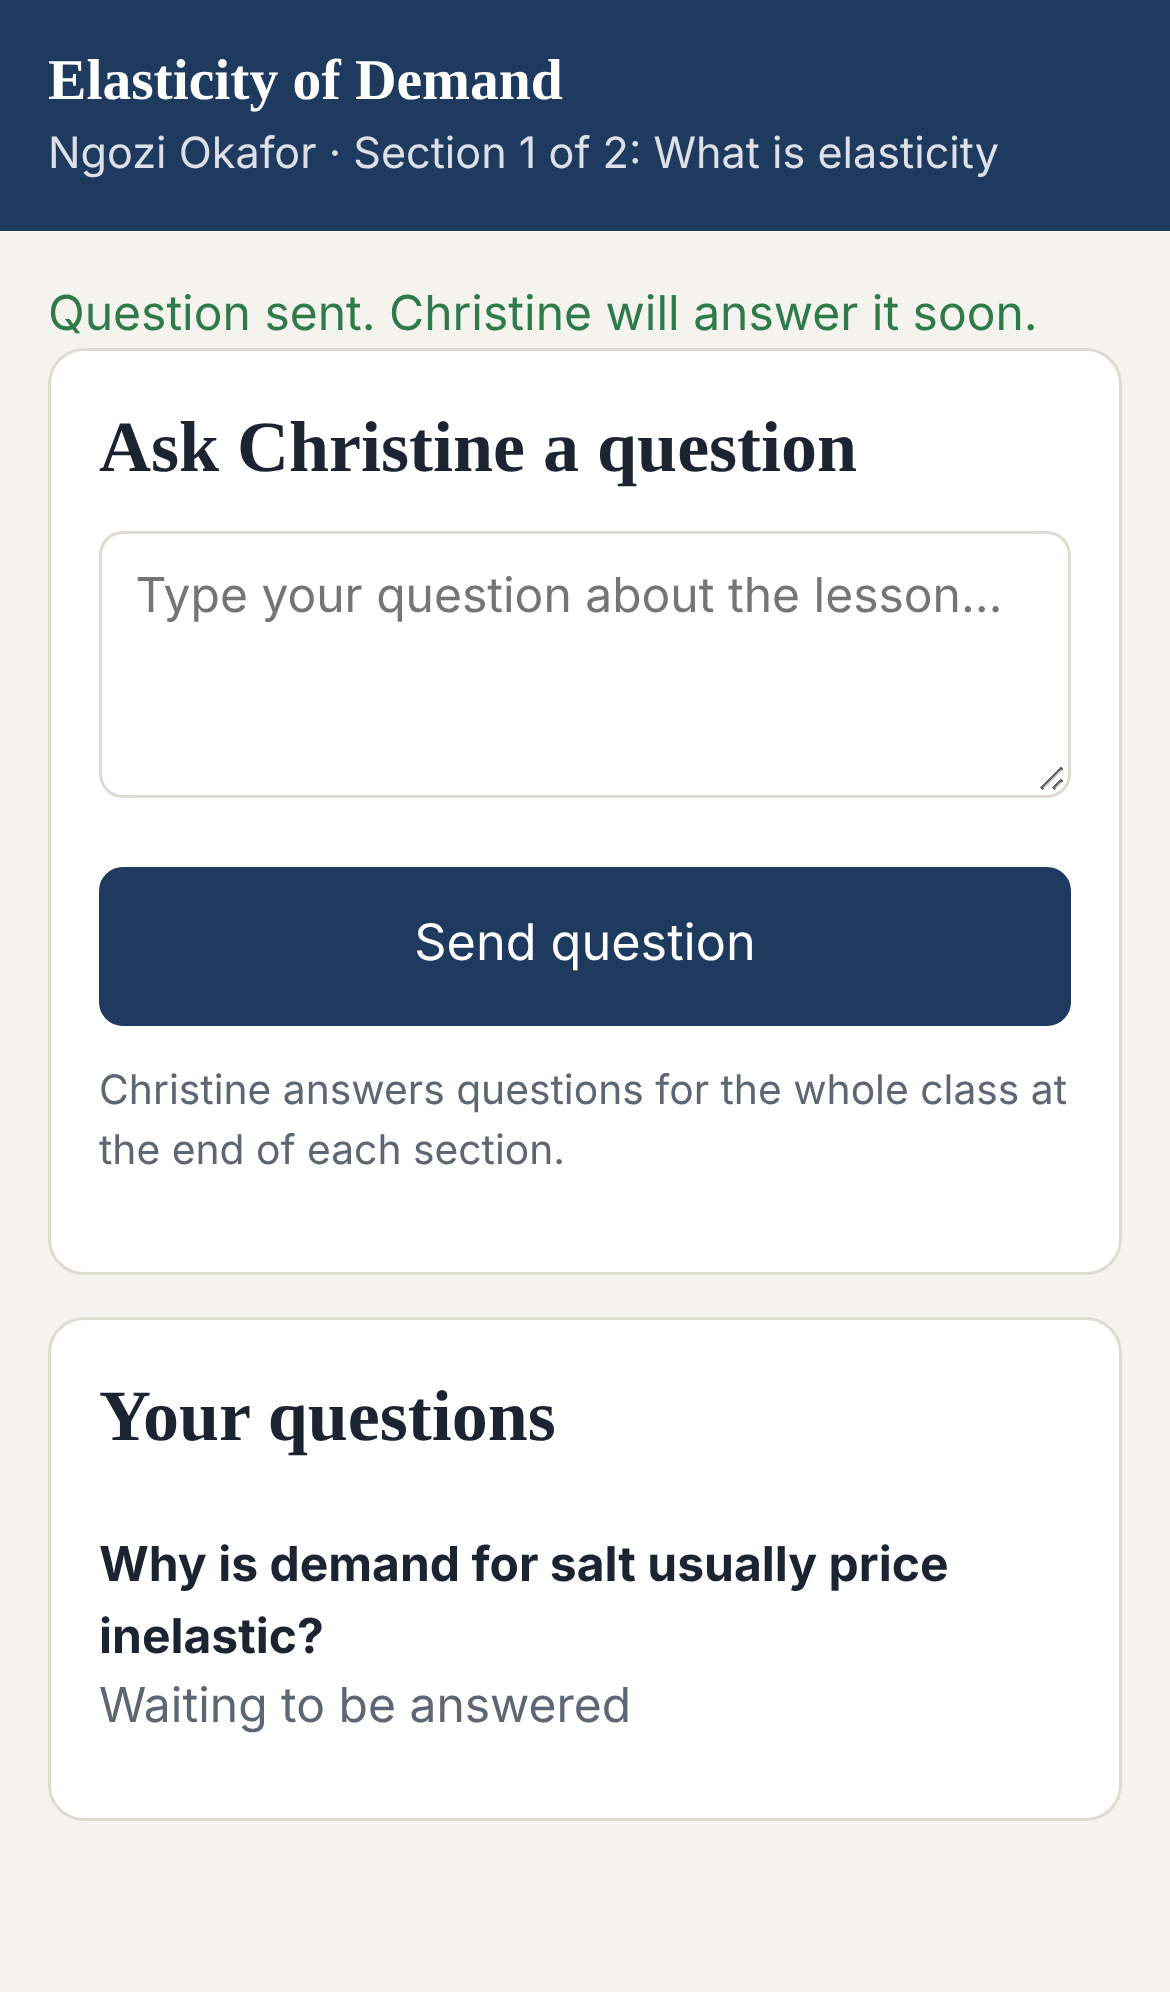 Elasticity of Demand
Ngozi Okafor · Section 1 of 2: What is elasticity
Question sent. Christine will answer it soon.
Ask Christine a question
Type your question about the lesson...
Send question
Christine answers questions for the whole class at
the end of each section.
Your questions
Why is demand for salt usually price
inelastic?
Waiting to be answered